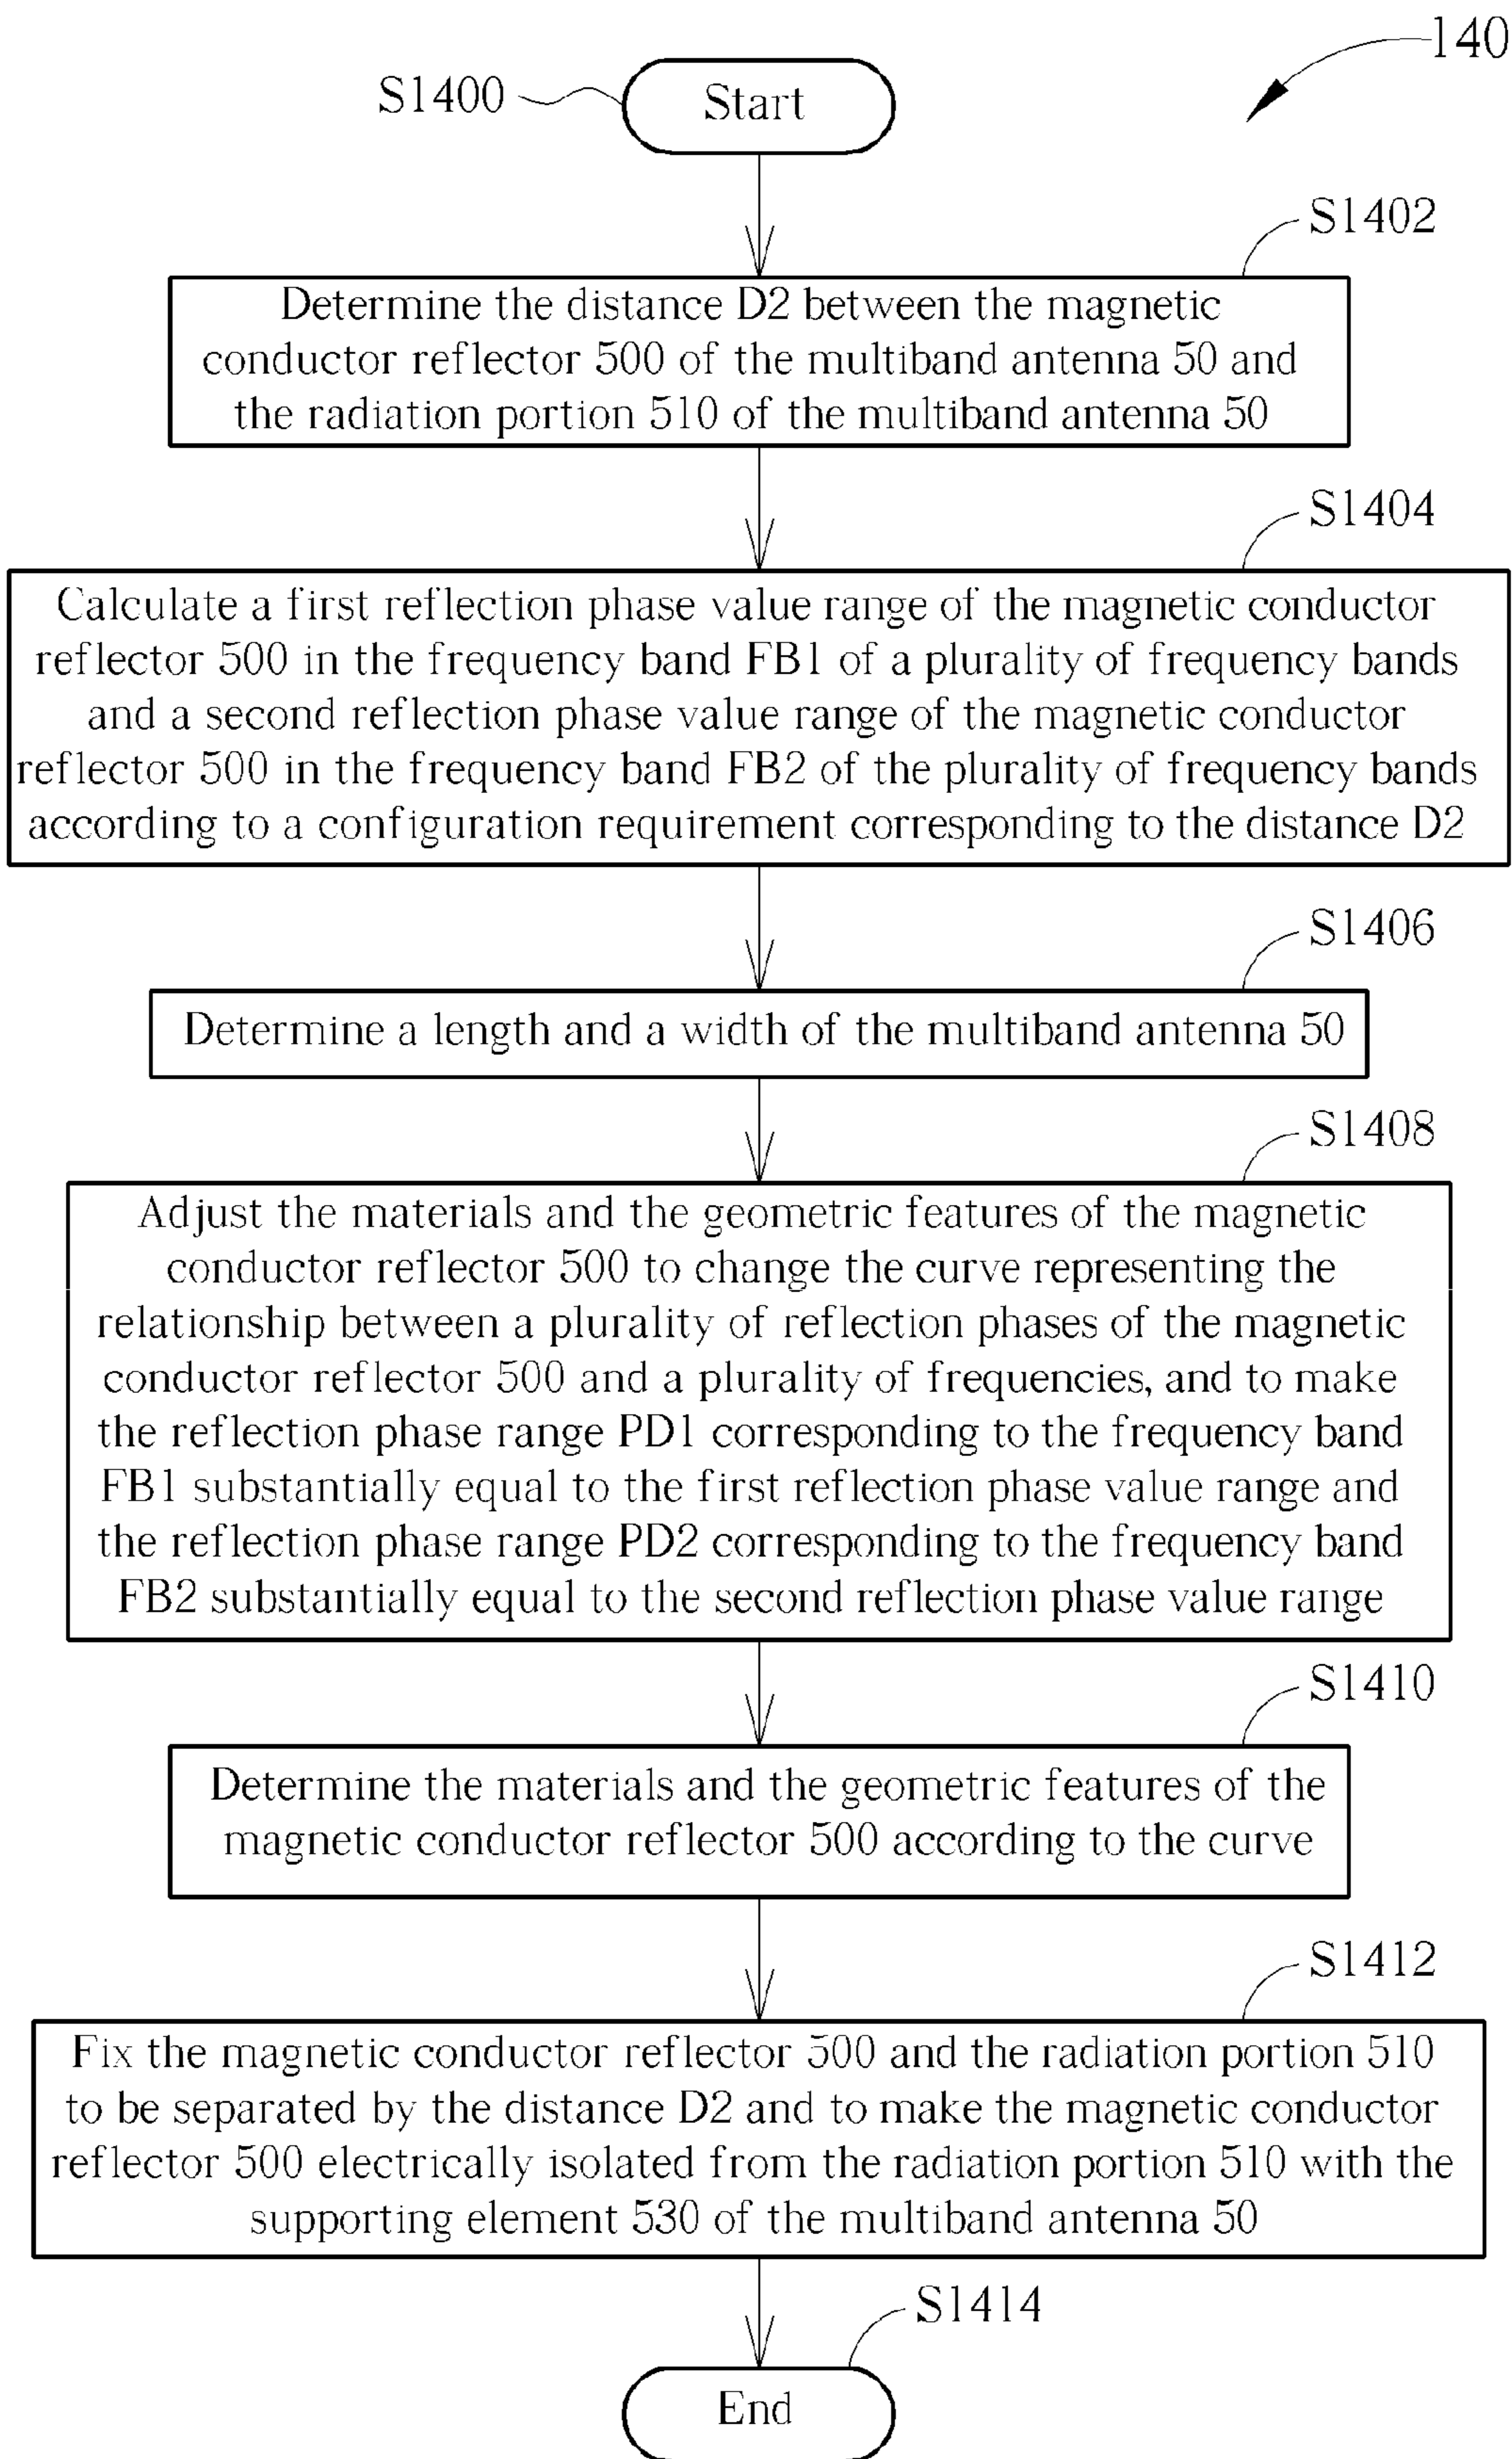 140
S1400
Start
S1402
Determine the distance D2 between the magnetic
conductor reflector 500 of the multiband antenna 50 and
the radiation portion 510 of the multiband antenna 50
S1404
Calculate a first reflection phase value range of the magnetic conductor
reflector 500 in the frequency band FB1 of a plurality of frequency bands
and a second reflection phase value range of the magnetic conductor
reflector 500 in the frequency band FB2 of the plurality of frequency bands
according to a configuration requirement corresponding to the distance D2
S1406
Determine a length and a width of the multiband antenna 50
S1408
Adjust the materials and the geometric features of the magnetic
conductor reflector 500 to change the curve representing the
relationship between a plurality of reflection phases of the magnetic
conductor reflector 500 and a plurality of frequencies, and to make
the reflection phase range PD1 corresponding to the frequency band
FB1 substantially equal to the first reflection phase value range and
the reflection phase range PD2 corresponding to the frequency band
FB2 substantially equal to the second reflection phase value range
S1410
Determine the materials and the geometric features of the
magnetic conductor reflector 500 according to the curve
S1412
Fix the magnetic conductor reflector 500 and the radiation portion 510
to be separated by the distance D2 and to make the magnetic conductor
reflector 500 electrically isolated from the radiation portion 510 with the
supporting element 530 of the multiband antenna 50
S1414
End